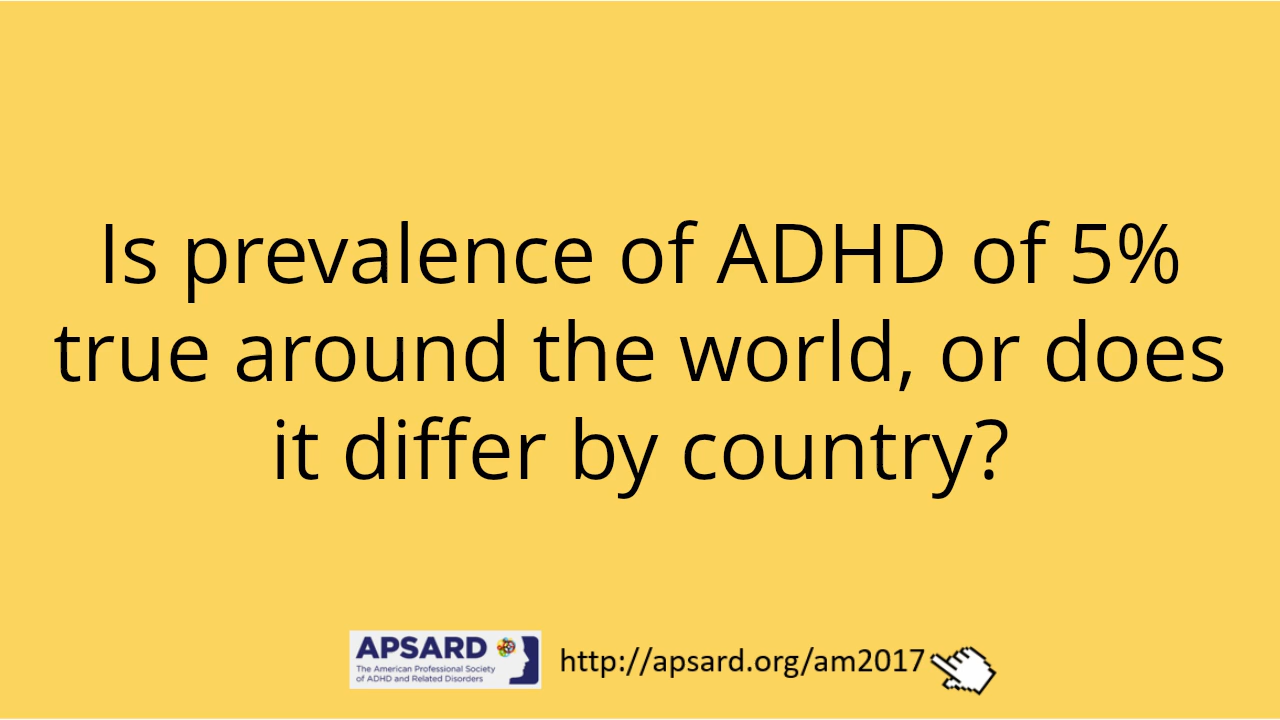 Is prevalence of ADHD of 5%
true around the world, or does
it differ by country?
APSARD
The American Professional Society
of ADHD and Related Disorders
http://apsard.org/am2017